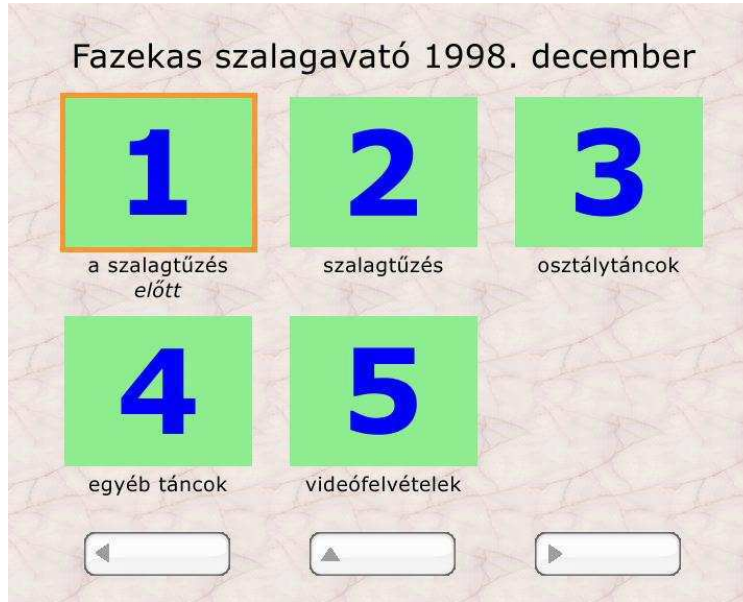 Fazekas szalagavató 1998. december
1
2
3
a szalagtűzés
előtt
szalagtűzés
osztálytáncok
4
5
egyéb táncok
videófelvételek